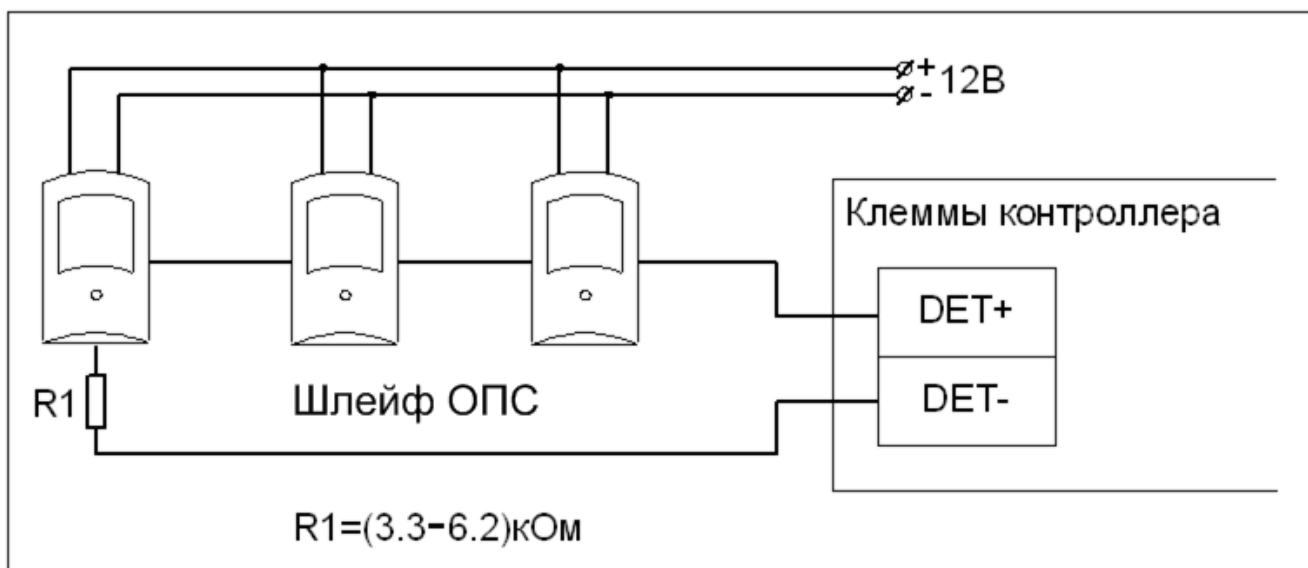 +
- 12В
Клеммы контроллера
DET+
DET-
R1
Шлейф ОПС
R1=(3.3-6.2)кОм